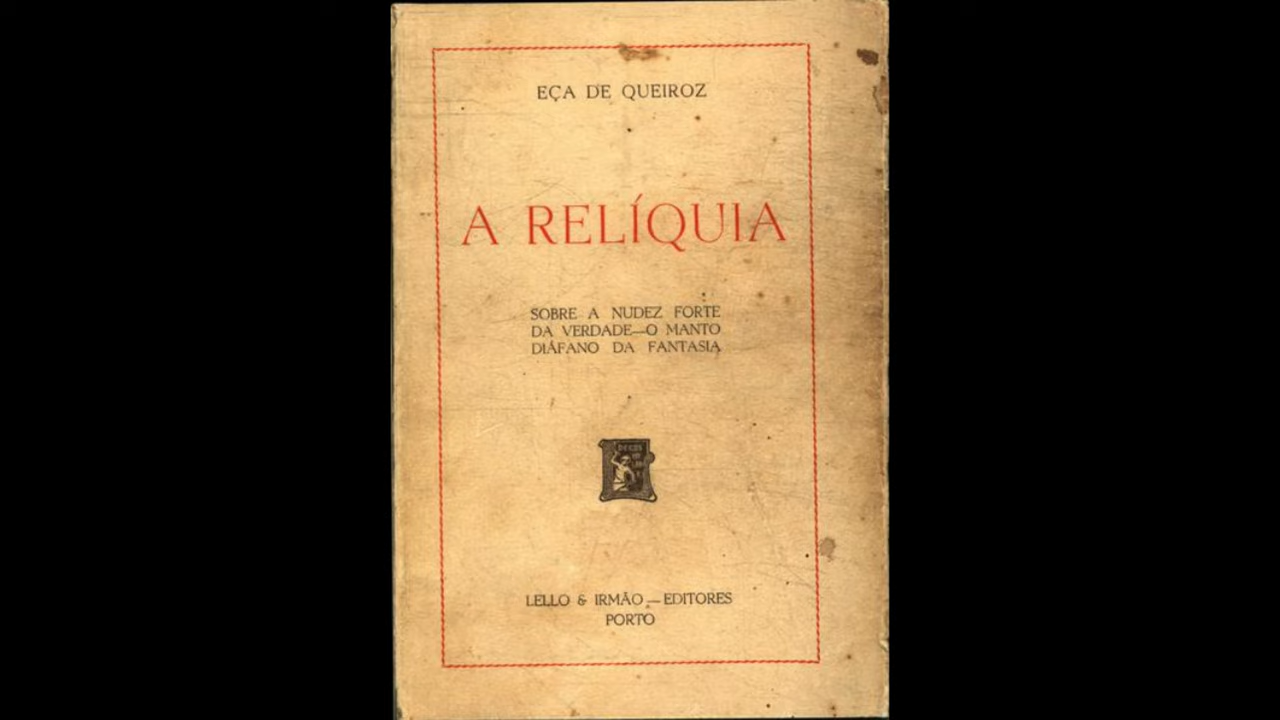 EÇA DE QUEIROZ
A RELÍQUIA
SOBRE A NUDEZ FORTE
DA VERDADE—O MANTO
DIÁFANO DA FANTASIA
LELLO & IRMÃO — EDITORES
PORTO